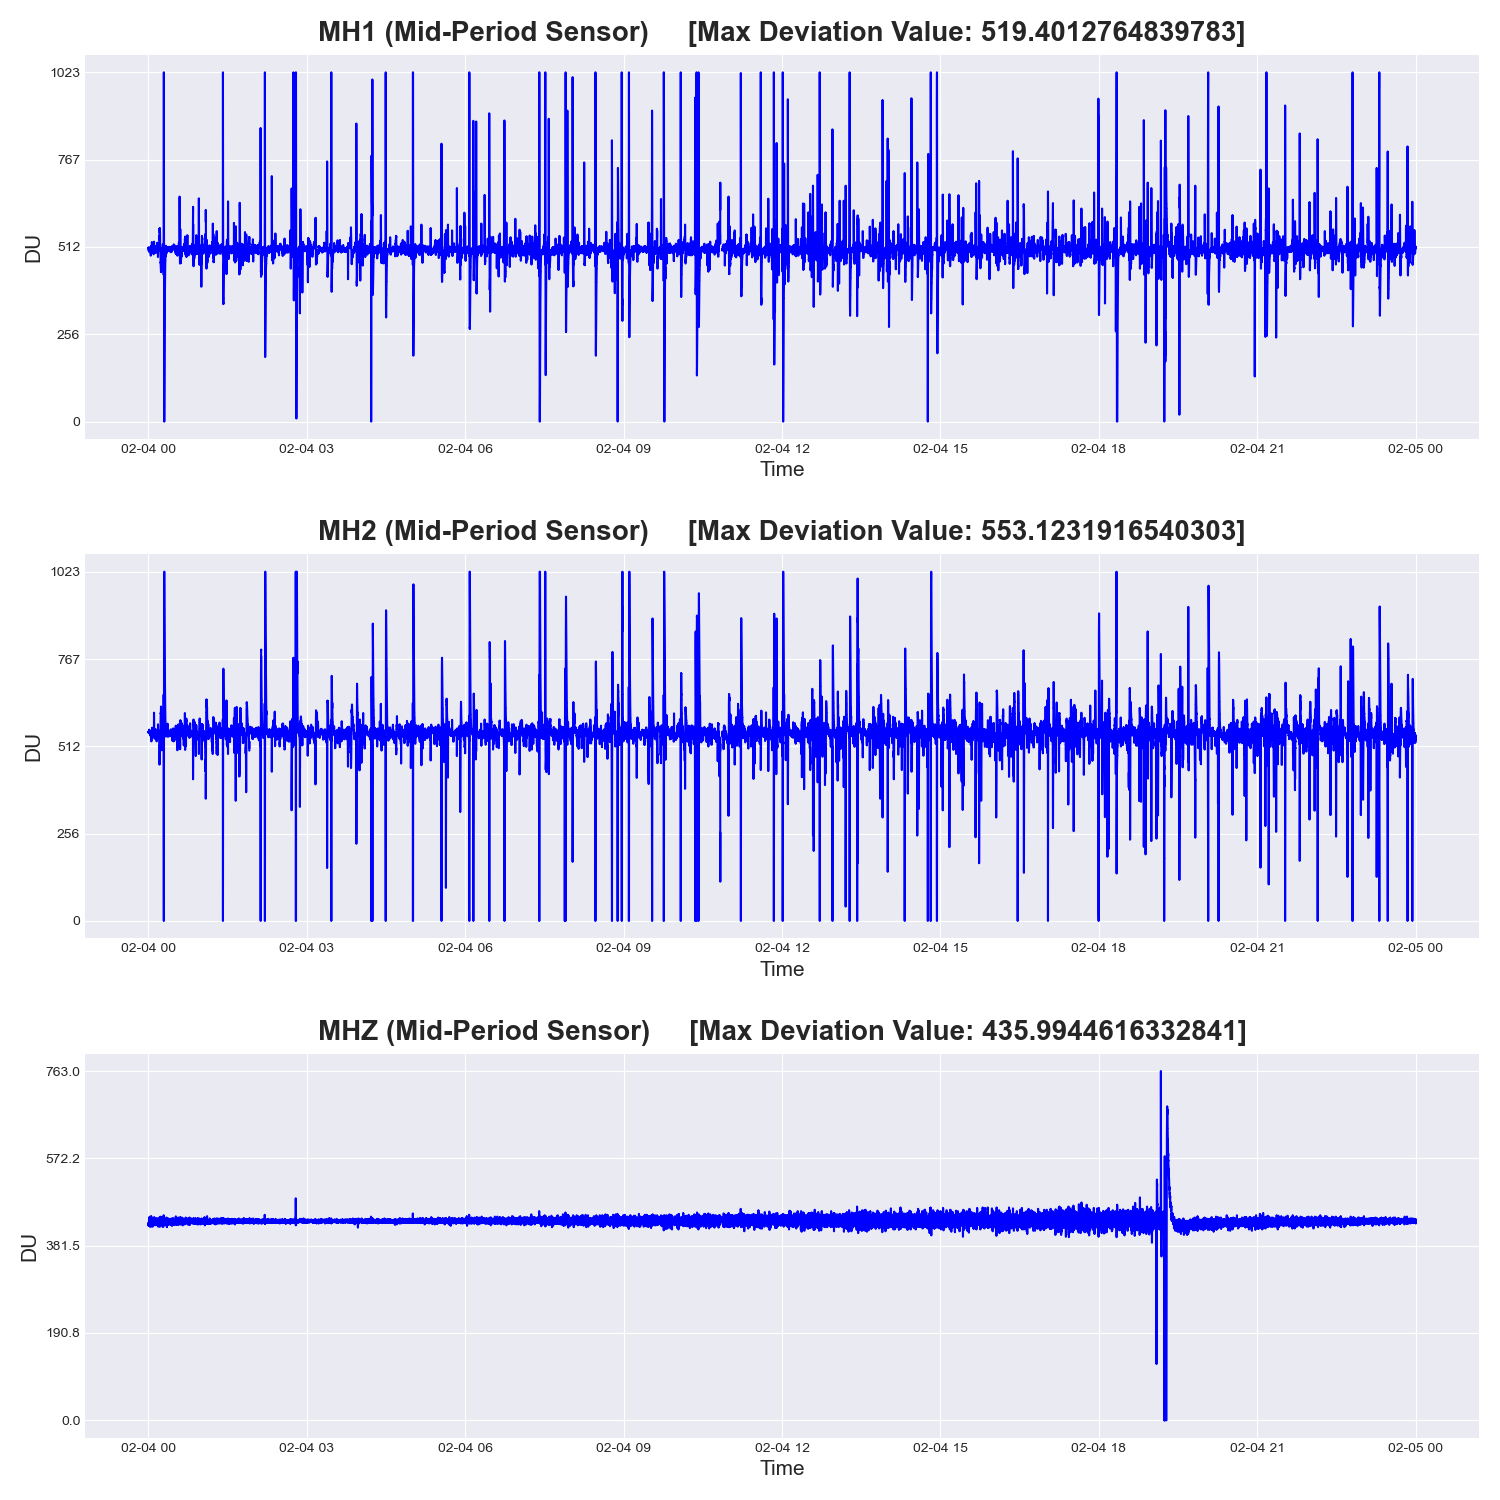 MH1 (Mid-Period Sensor) [Max Deviation Value: 519.4012764839783]
1023
767
512
256
0
DU
02-04 00 02-04 03 02-04 06 02-04 09 02-04 12 02-04 15 02-04 18 02-04 21 02-05 00
Time
MH2 (Mid-Period Sensor) [Max Deviation Value: 553.1231916540303]
1023
767
512
256
0
DU
02-04 00 02-04 03 02-04 06 02-04 09 02-04 12 02-04 15 02-04 18 02-04 21 02-05 00
Time
MHZ (Mid-Period Sensor) [Max Deviation Value: 435.9944616332841]
763.0
572.2
381.5
190.8
0.0
DU
02-04 00 02-04 03 02-04 06 02-04 09 02-04 12 02-04 15 02-04 18 02-04 21 02-05 00
Time